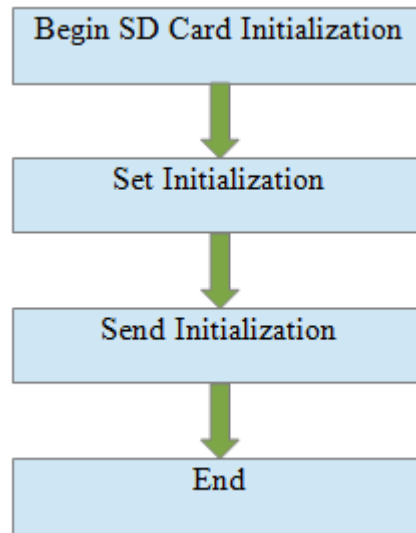 Begin SD Card Initialization
Set Initialization
Send Initialization
End